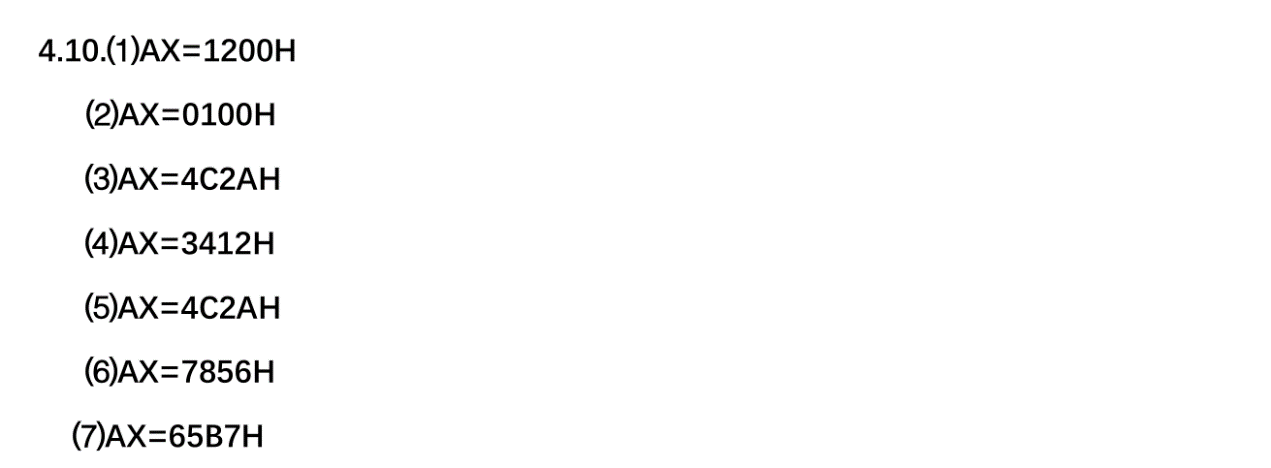 4.10.(1)AX=1200H
(2)AX=0100H
(3)AX=4C2AH
(4)AX=3412H
(5)AX=4C2AH
(6)AX=7856H
(7)AX=65B7H